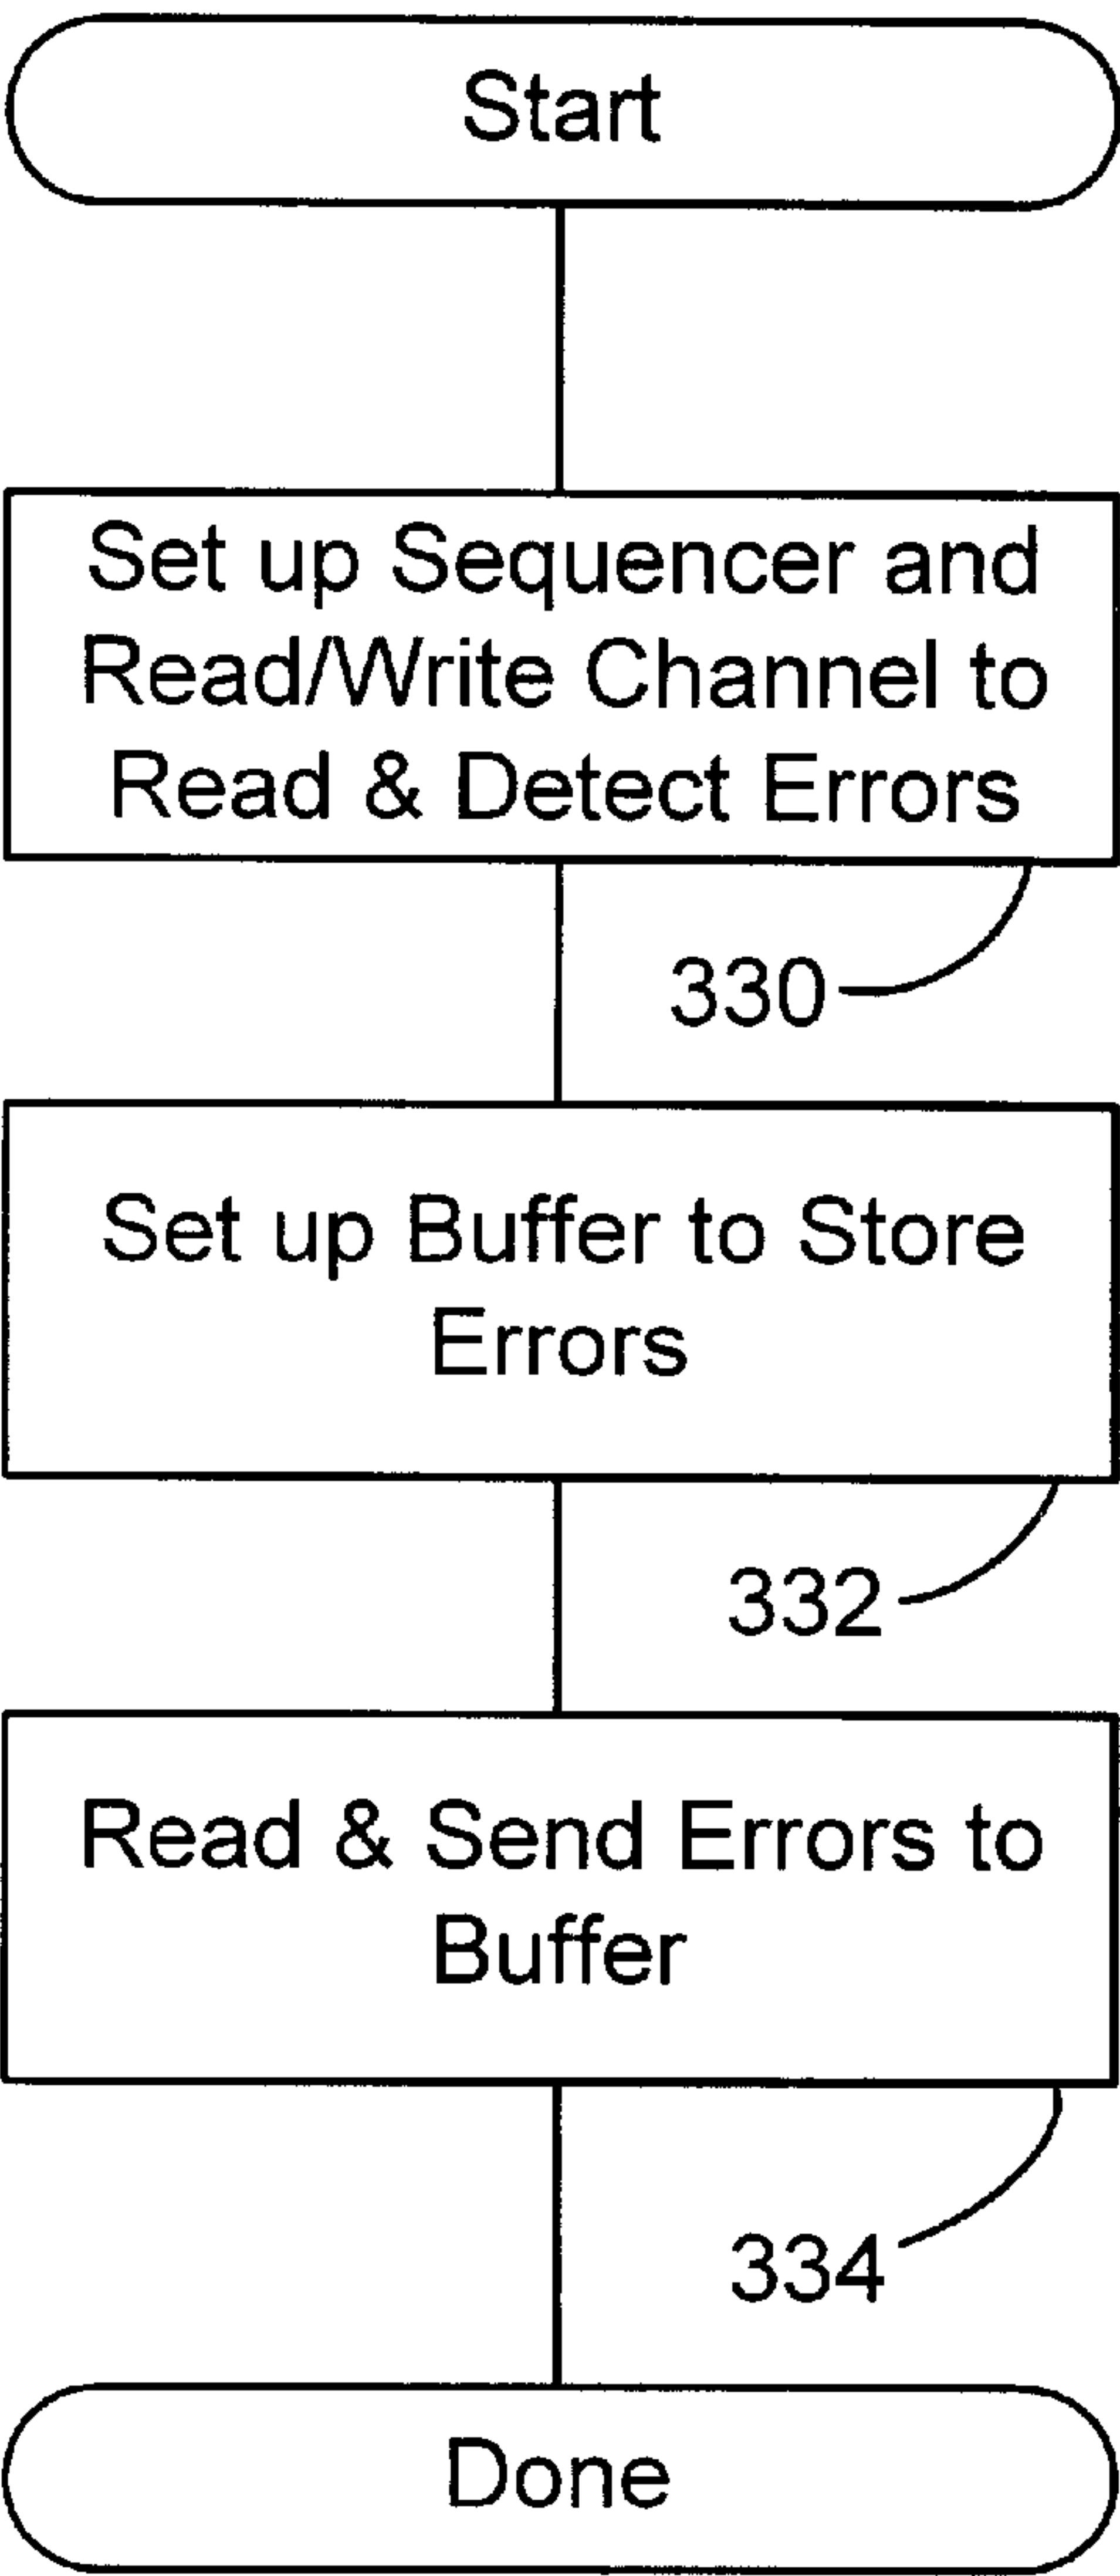 Start
Set up Sequencer and
Read/Write Channel to
Read & Detect Errors
330
Set up Buffer to Store
Errors
332
Read & Send Errors to
Buffer
334
Done